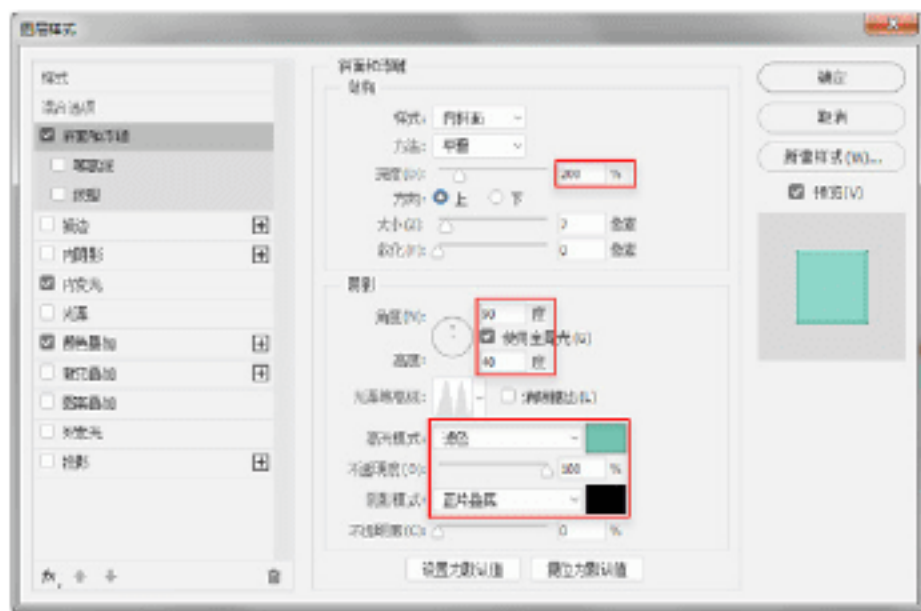 图层样式
样式
混合选项
斜面和浮雕
等高线
纹理
描边
内阴影
内发光
光泽
颜色叠加
渐变叠加
图案叠加
外发光
投影
fx
斜面和浮雕
结构
样式: 内斜面
方法: 平滑
深度(D): 200 %
方向: 上 下
大小(Z): 2 像素
软化(F): 0 像素
阴影
角度(N): 90 度
使用全局光(G)
高度: 40 度
光泽等高线: 消除锯齿(L)
高光模式: 滤色
不透明度(O): 100 %
阴影模式: 正片叠底
不透明度(C): 0 %
设置为默认值 复位为默认值
确定
取消
新建样式(W)...
预览(V)